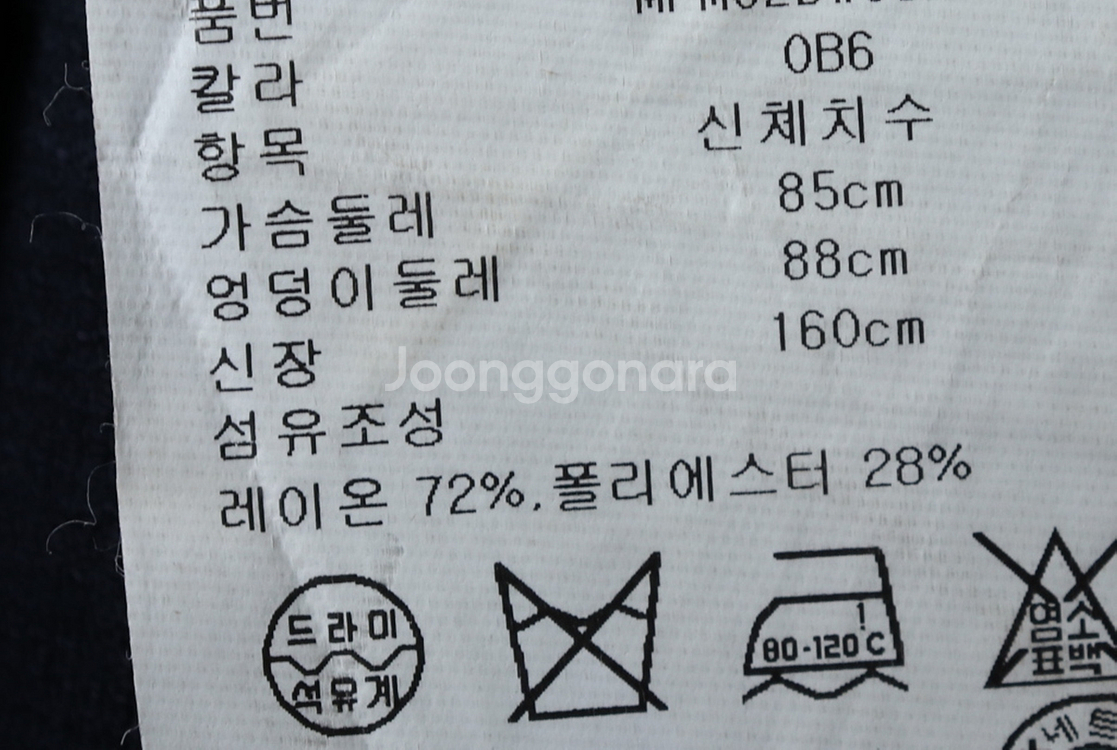 품번
칼라 0B6
항목 신체치수
가슴둘레 85cm
엉덩이둘레 88cm
신장 160cm
Joonggonara
섬유조성
레이온 72%.폴리에스터 28%
드라이
석유계
80-120℃
염소
표백
네